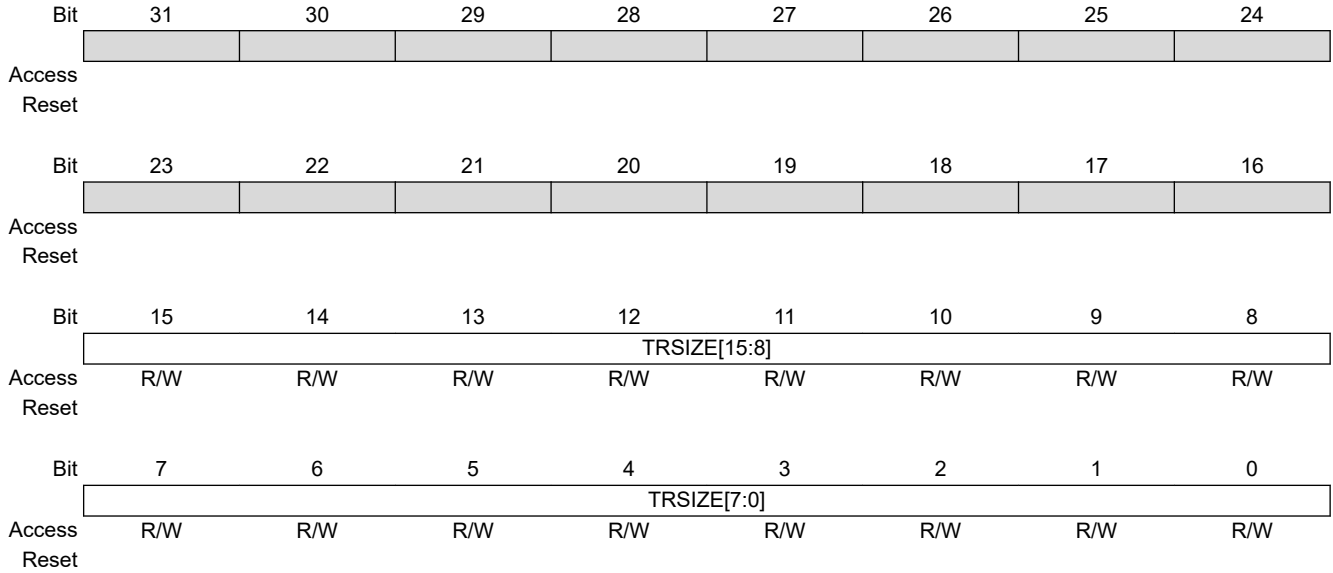 Bit 31 30 29 28 27 26 25 24
Access
Reset
Bit 23 22 21 20 19 18 17 16
Access
Reset
Bit 15 14 13 12 11 10 9 8
TRSIZE[15:8]
Access R/W R/W R/W R/W R/W R/W R/W R/W
Reset
Bit 7 6 5 4 3 2 1 0
TRSIZE[7:0]
Access R/W R/W R/W R/W R/W R/W R/W R/W
Reset